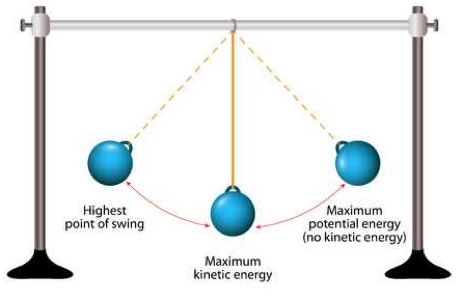 Highest
point of swing
Maximum
kinetic energy
Maximum
potential energy
(no kinetic energy)